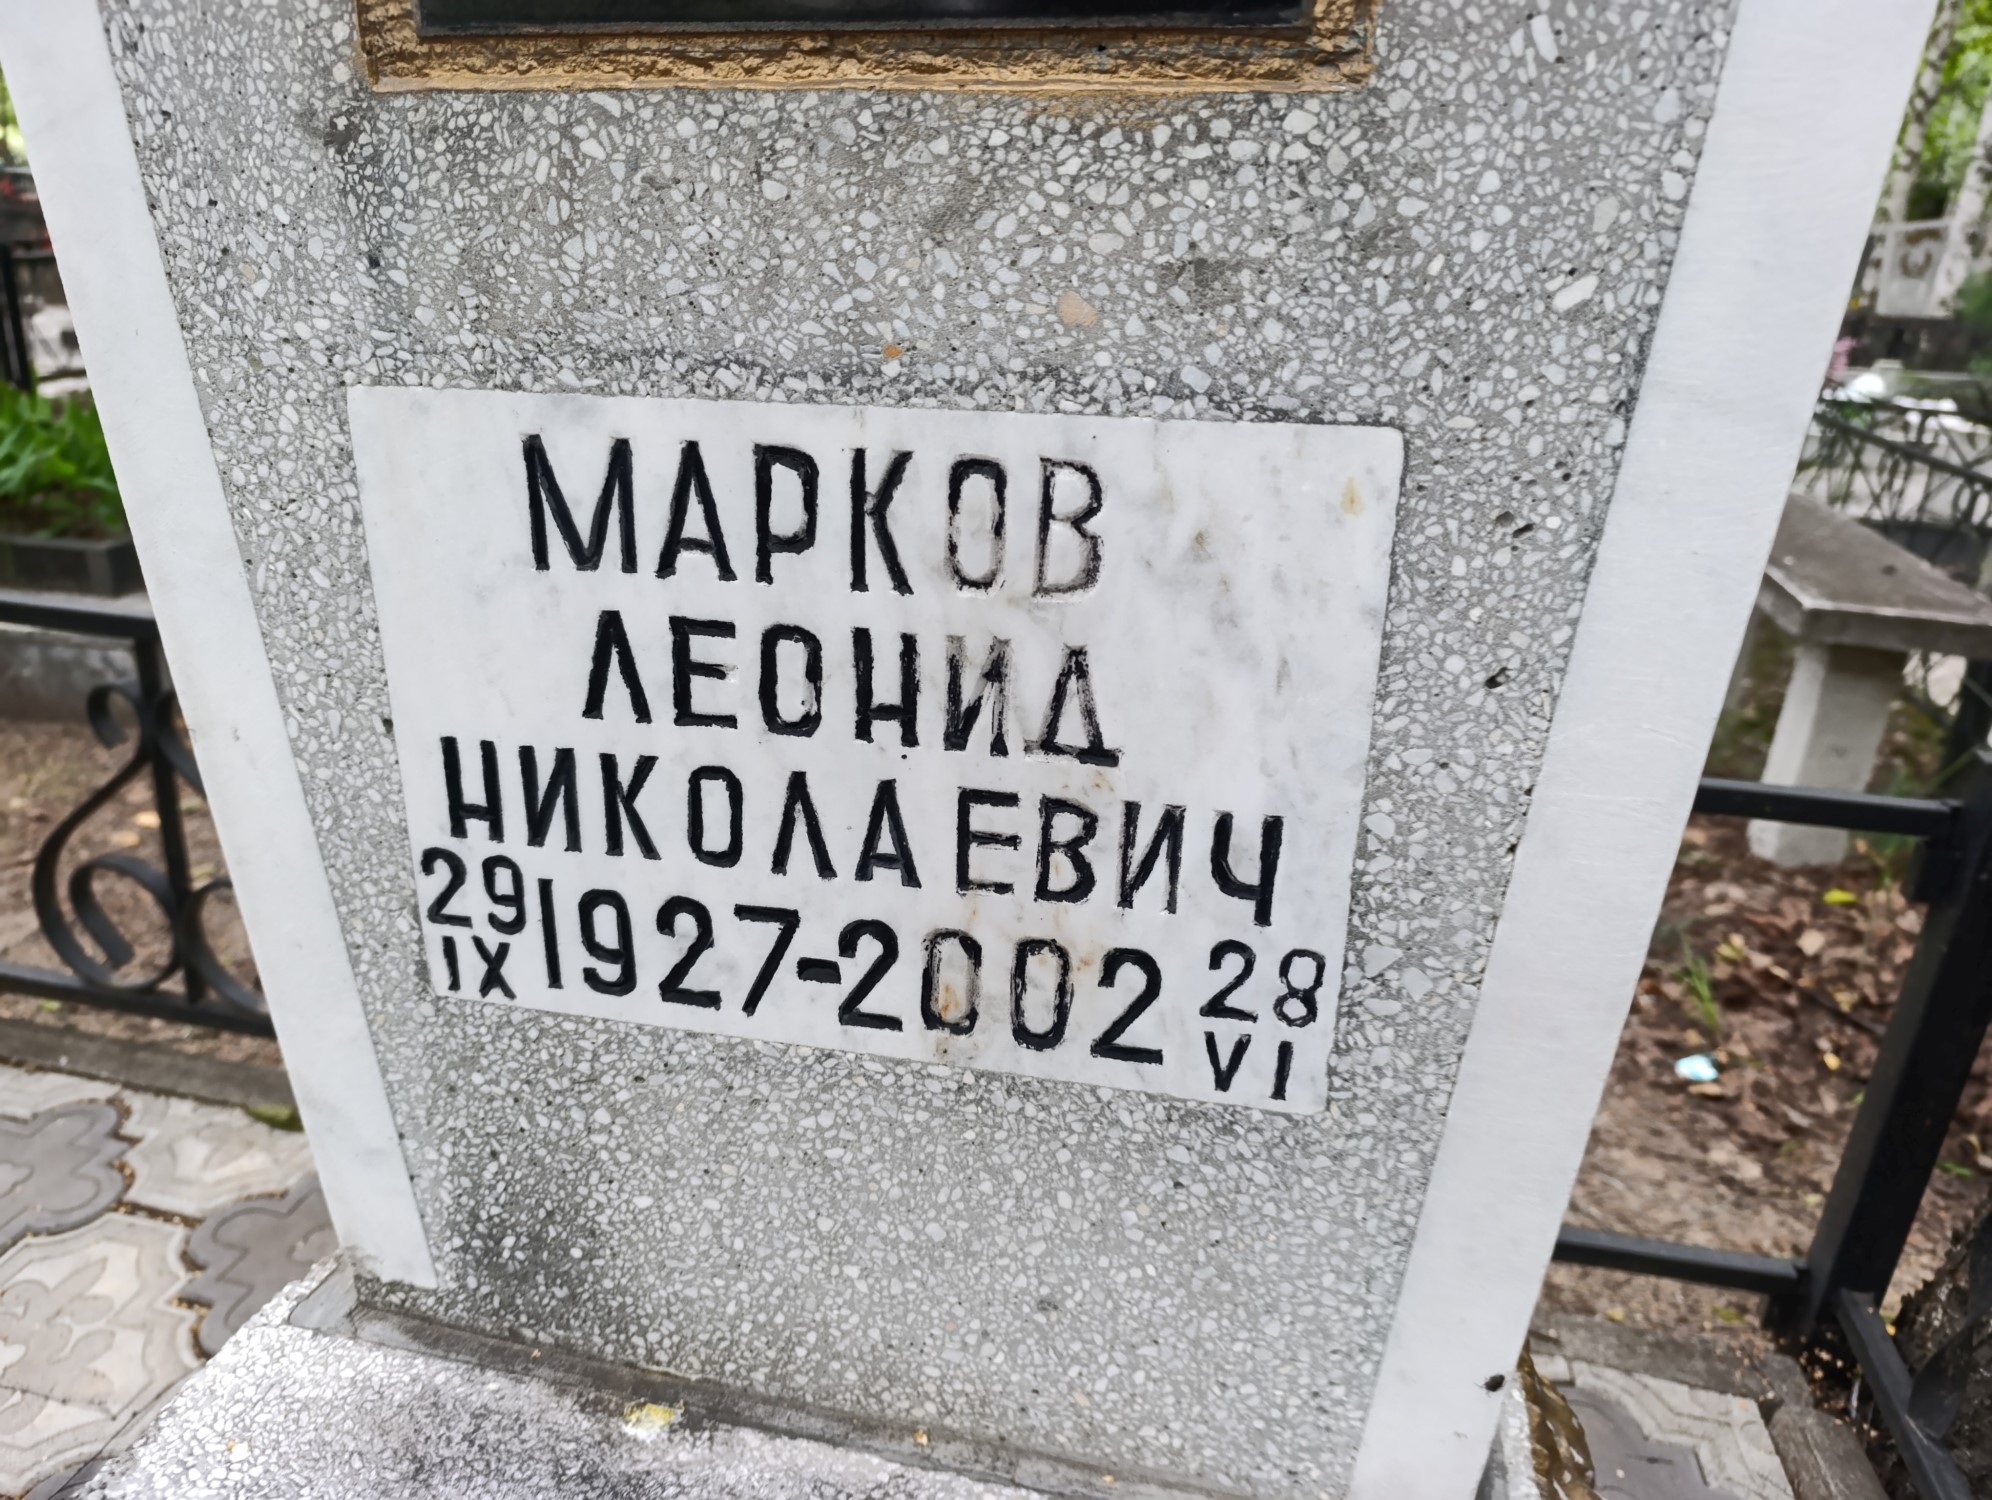 МАРКОВ
ЛЕОНИД
НИКОЛАЕВИЧ
29 IX 1927-2002 28 VI